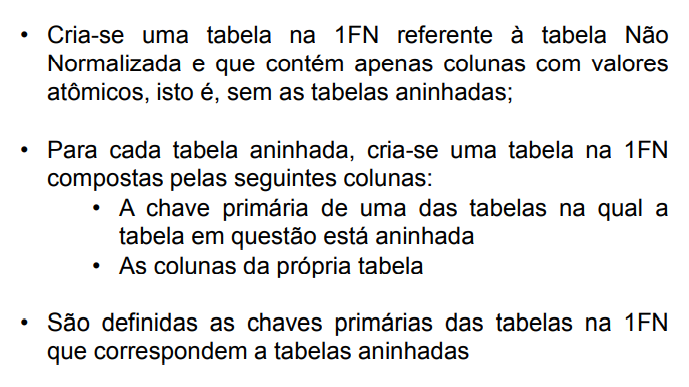 • Cria-se uma tabela na 1FN referente à tabela Não
Normalizada e que contém apenas colunas com valores
atômicos, isto é, sem as tabelas aninhadas;
• Para cada tabela aninhada, cria-se uma tabela na 1FN
compostas pelas seguintes colunas:
• A chave primária de uma das tabelas na qual a
tabela em questão está aninhada
• As colunas da própria tabela
• São definidas as chaves primárias das tabelas na 1FN
que correspondem a tabelas aninhadas